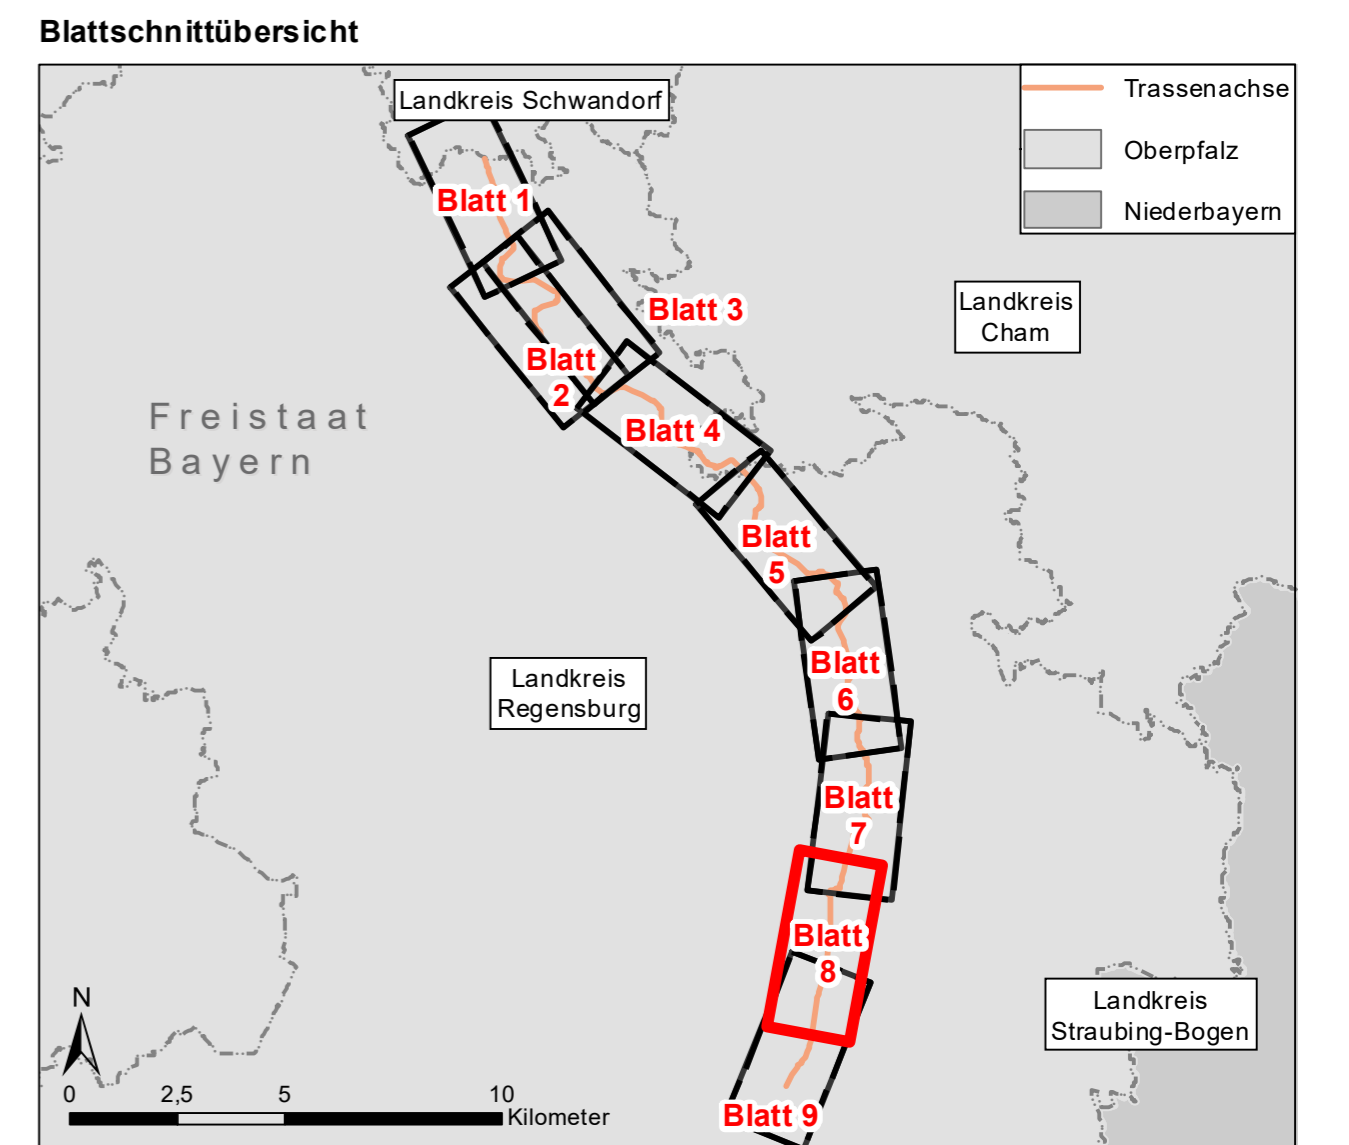 Blattschnittübersicht
Landkreis Schwandorf
Trassenachse
Oberpfalz
Niederbayern
Blatt 1
Blatt 3
Landkreis
Cham
Blatt
2
Freistaat
Bayern
Blatt 4
Blatt
5
Landkreis
Regensburg
Blatt
6
Blatt
7
Blatt
8
Landkreis
Straubing-Bogen
N
0 2,5 5 10
Kilometer
Blatt 9